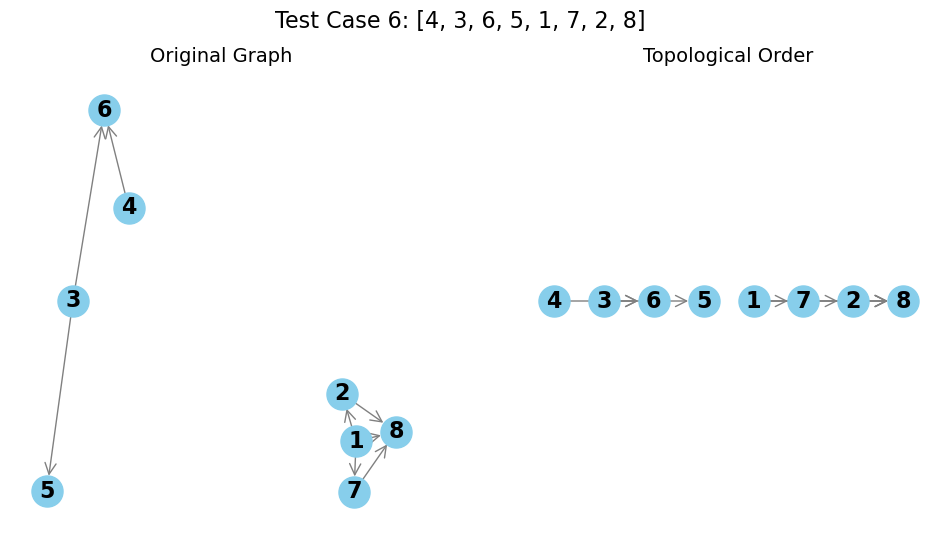 Test Case 6: [4, 3, 6, 5, 1, 7, 2, 8]
Original Graph
6
4
3
2
8
1
5
7
Topological Order
4 3 6 5 1 7 2 8